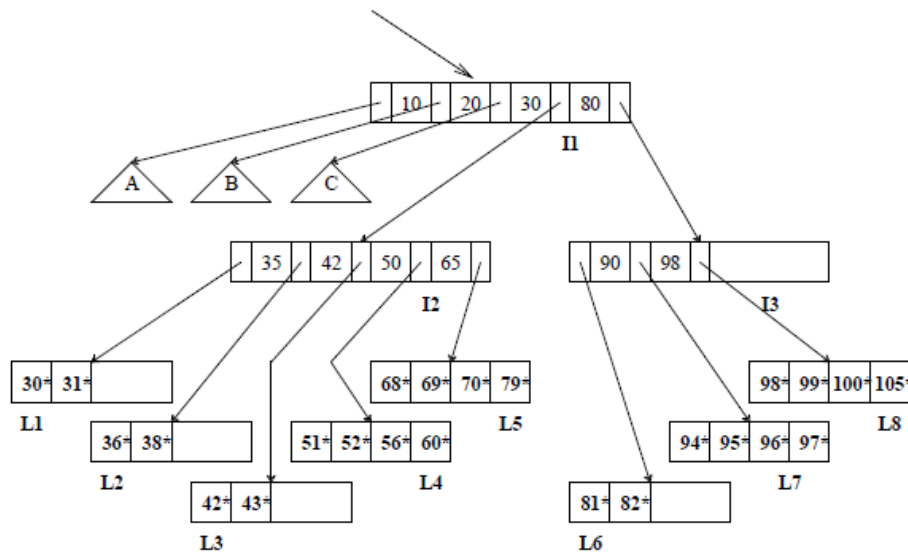 10 20 30 80
I1
A B C
35 42 50 65
90 98
I2
I3
30* 31*
68* 69* 70* 79*
98* 99* 100* 105*
L1
L5
L8
36* 38*
51* 52* 56* 60*
94* 95* 96* 97*
L2
L4
L7
42* 43*
81* 82*
L3
L6